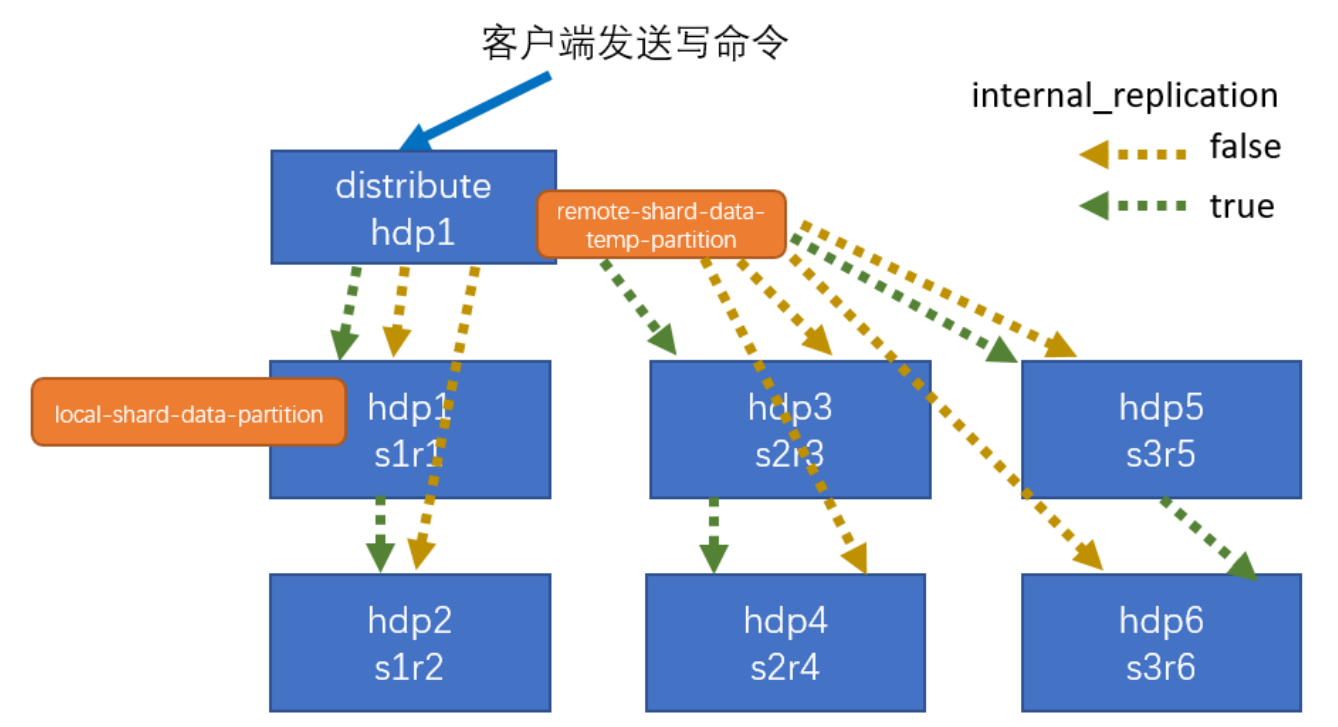 客户端发送写命令
internal_replication
false
true
distribute
hdp1
remote-shard-data-
temp-partition
local-shard-data-partition
hdp1
s1r1
hdp3
s2r3
hdp5
s3r5
hdp2
s1r2
hdp4
s2r4
hdp6
s3r6